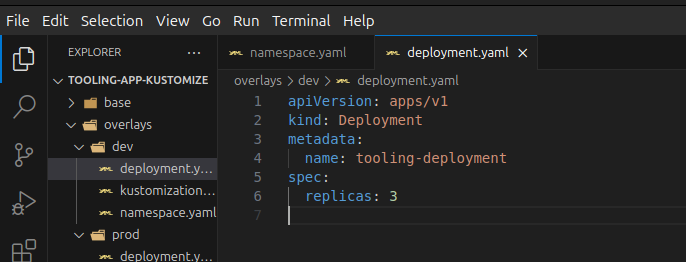 File Edit Selection View Go Run Terminal Help
EXPLORER ...
namespace.yaml deployment.yaml
TOOLING-APP-KUSTOMIZE
overlays > dev > deployment.yaml
base
overlays
dev
deployment.y...
kustomization...
namespace.yaml
prod
deployment.y...
1 apiVersion: apps/v1
2 kind: Deployment
3 metadata:
4 name: tooling-deployment
5 spec:
6 replicas: 3
7